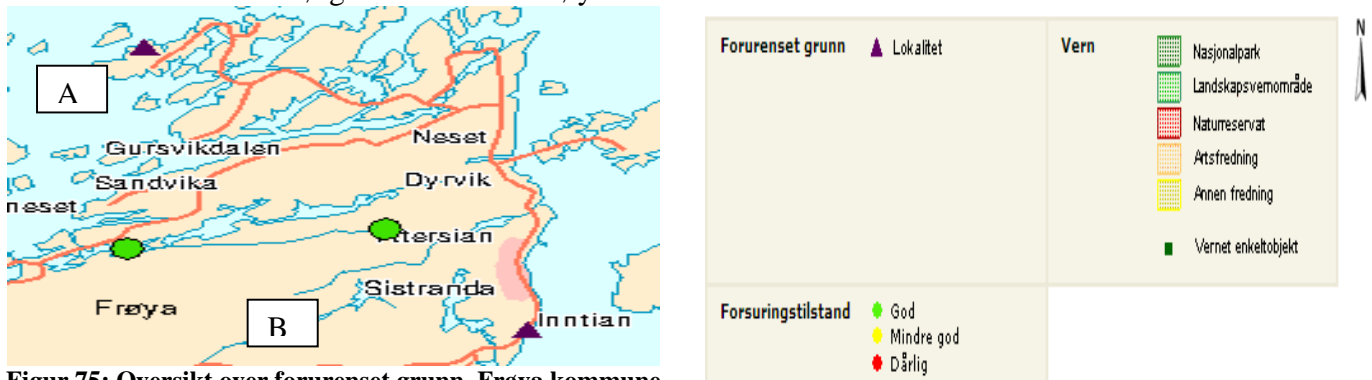 A
Gursvikdalen
Neset
Sandvika
Dyrvik
neset
ttersian
Sistranda
Frøya
B
Inntian
Figur 75: Oversikt over forurenset grunn, Frøya kommune
Forurenset grunn
Lokalitet
Vern
Nasjonalpark
Landskapsvernområde
Naturreservat
Artsfredning
Annen fredning
Vernet enkeltobjekt
N
Forsuringstilstand
God
Mindre god
Dårlig